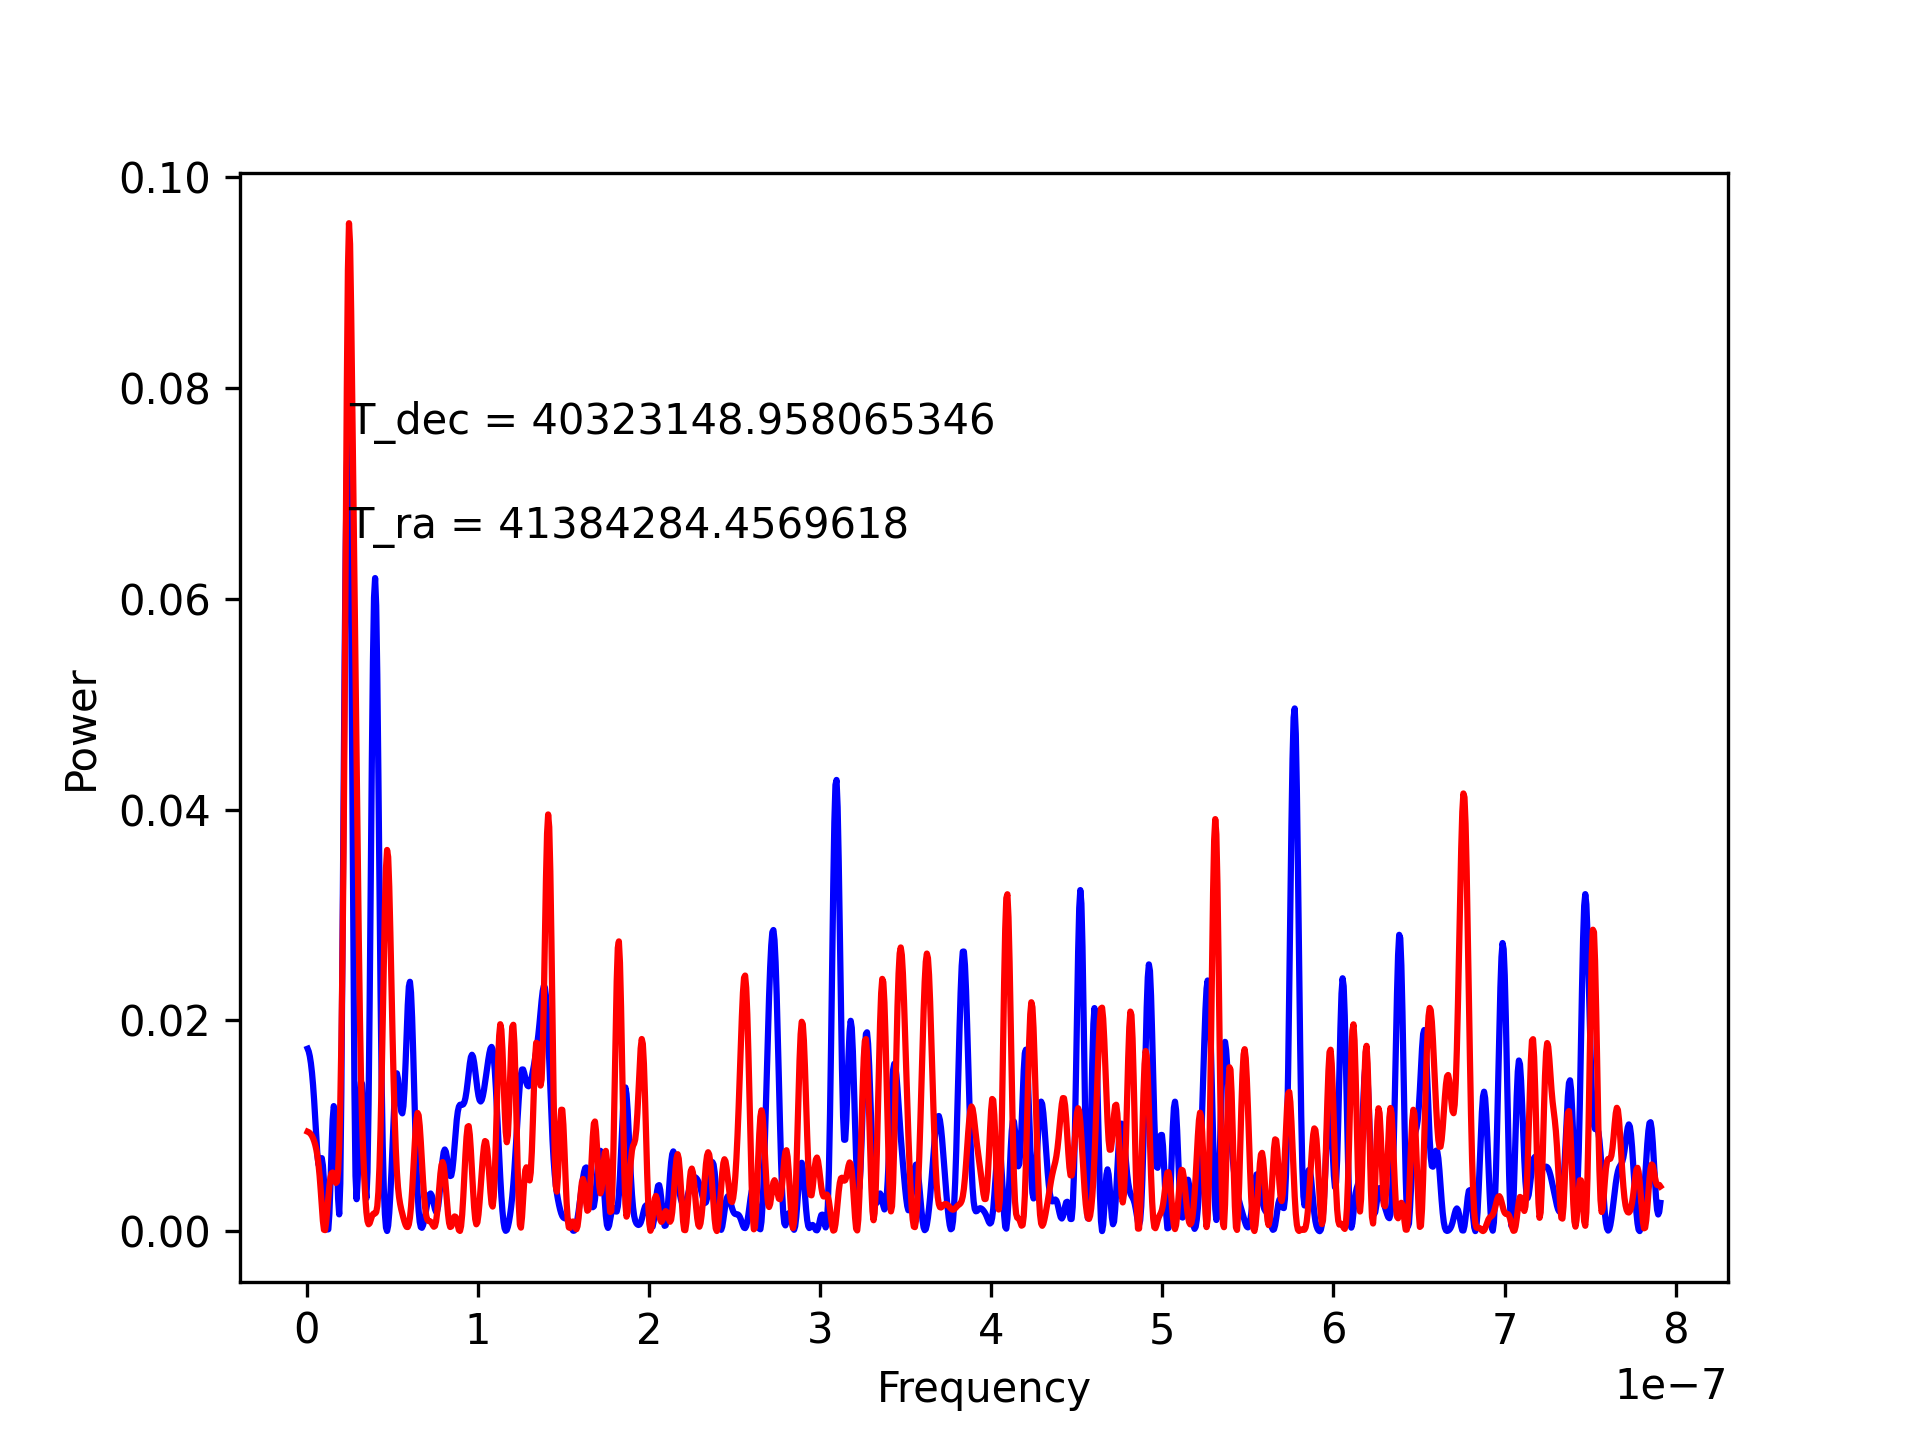 0.10
0.08
T_dec = 40323148.958065346
T_ra = 41384284.4569618
0.06
Power
0.04
0.02
0.00
0 1 2 3 4 5 6 7 8
Frequency
1e−7